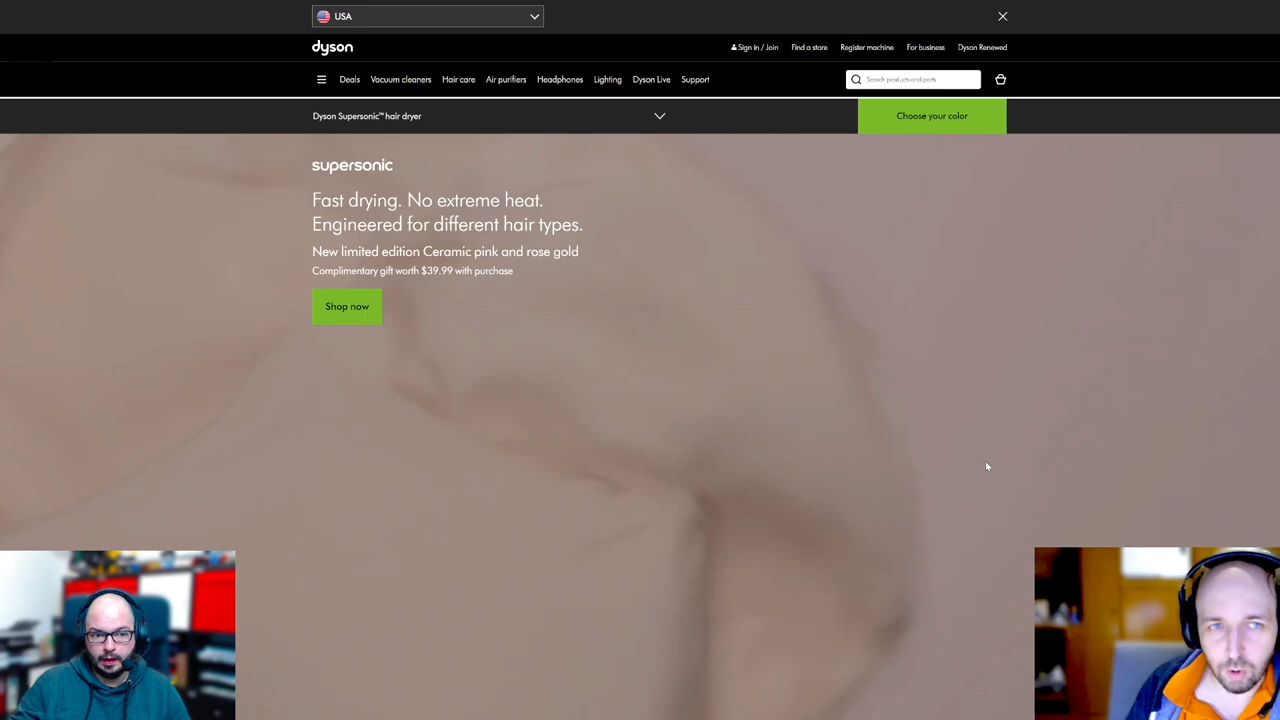 USA
dyson
Sign in / Join Find a store Register machine For business Dyson Renewed
Deals Vacuum cleaners Hair care Air purifiers Headphones Lighting Dyson Live Support
Search products and parts
Dyson Supersonic™ hair dryer
Choose your color
supersonic
Fast drying. No extreme heat.
Engineered for different hair types.
New limited edition Ceramic pink and rose gold
Complimentary gift worth $39.99 with purchase
Shop now